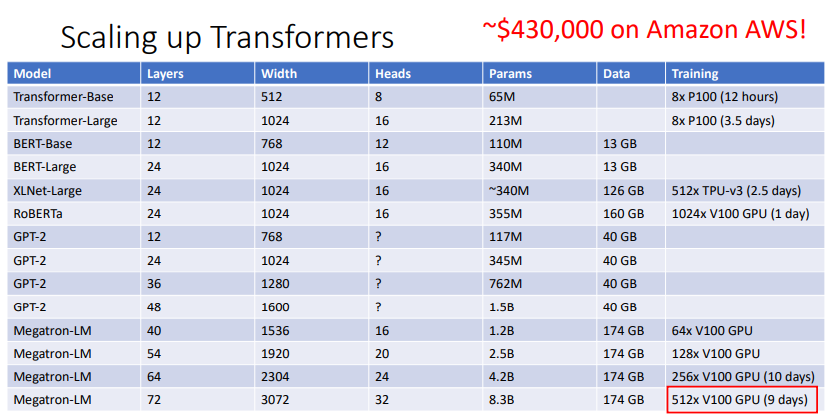 Scaling up Transformers
~$430,000 on Amazon AWS!
Model Layers Width Heads Params Data Training
Transformer-Base 12 512 8 65M 8x P100 (12 hours)
Transformer-Large 12 1024 16 213M 8x P100 (3.5 days)
BERT-Base 12 768 12 110M 13 GB
BERT-Large 24 1024 16 340M 13 GB
XLNet-Large 24 1024 16 ~340M 126 GB 512x TPU-v3 (2.5 days)
RoBERTa 24 1024 16 355M 160 GB 1024x V100 GPU (1 day)
GPT-2 12 768 ? 117M 40 GB
GPT-2 24 1024 ? 345M 40 GB
GPT-2 36 1280 ? 762M 40 GB
GPT-2 48 1600 ? 1.5B 40 GB
Megatron-LM 40 1536 16 1.2B 174 GB 64x V100 GPU
Megatron-LM 54 1920 20 2.5B 174 GB 128x V100 GPU
Megatron-LM 64 2304 24 4.2B 174 GB 256x V100 GPU (10 days)
Megatron-LM 72 3072 32 8.3B 174 GB 512x V100 GPU (9 days)